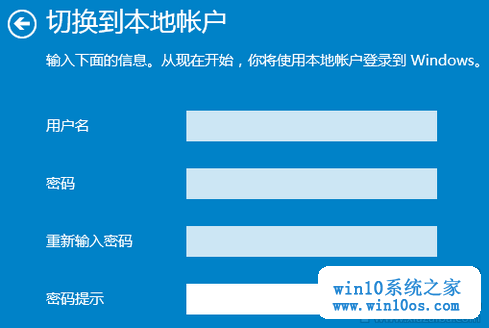 切换到本地帐户
输入下面的信息。从现在开始，你将使用本地帐户登录到 Windows。
用户名
密码
重新输入密码
密码提示
win10系统之家
www.win10os.com